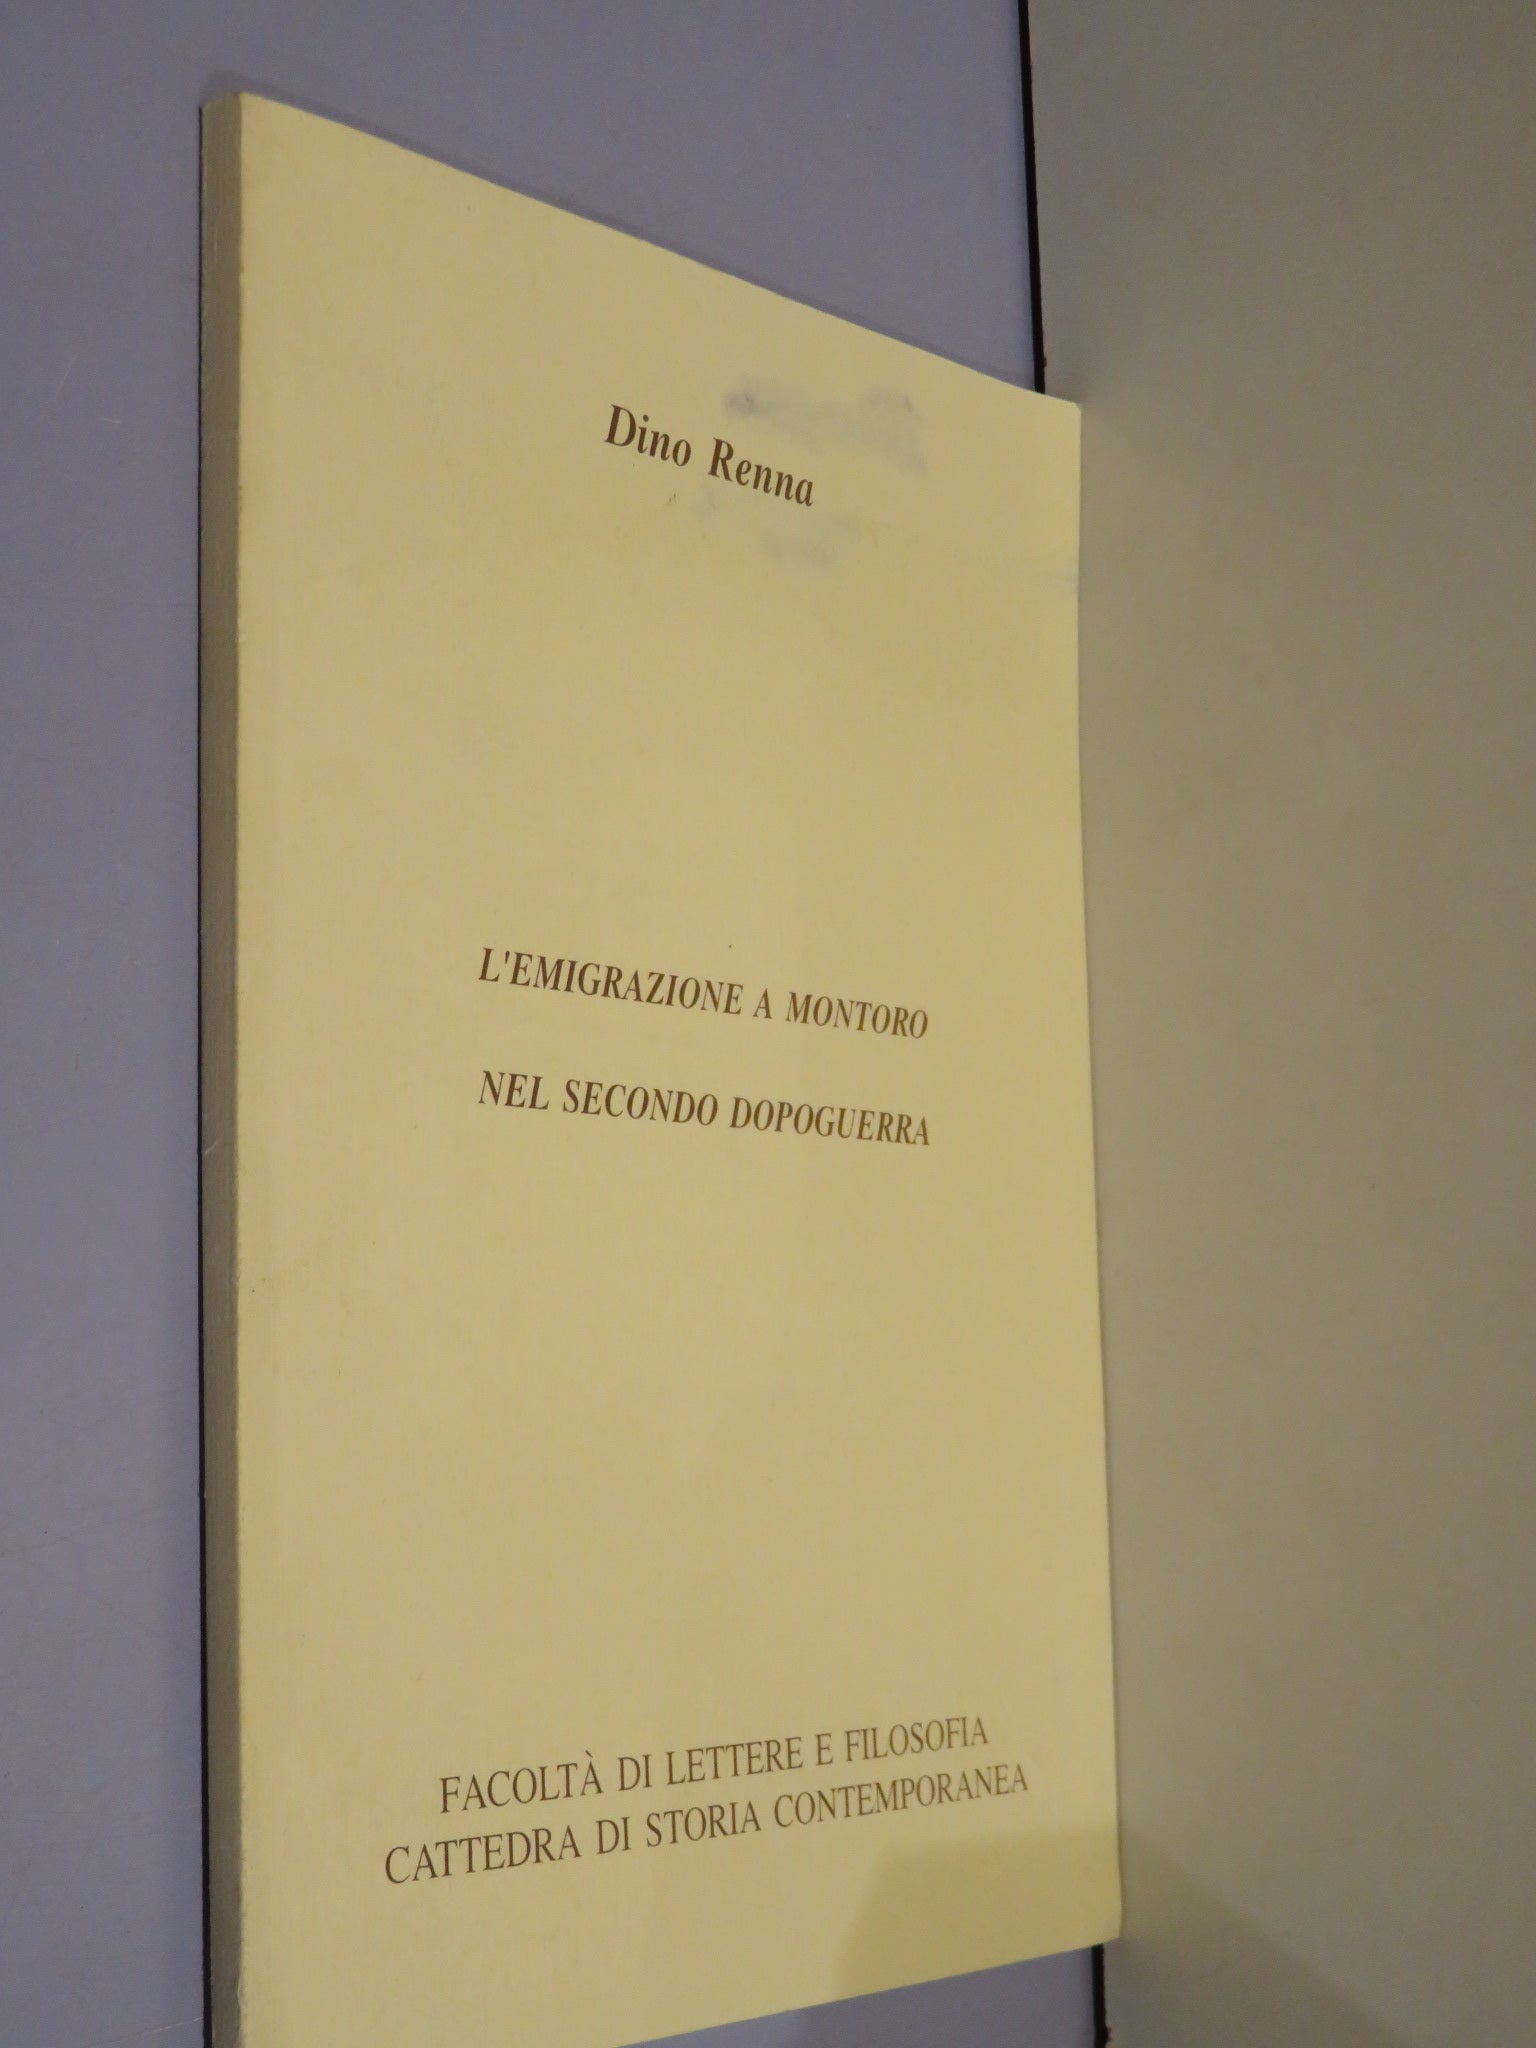 Dino Renna
L'EMIGRAZIONE A MONTORO
NEL SECONDO DOPOGUERRA
FACOLTÀ DI LETTERE E FILOSOFIA
CATTEDRA DI STORIA CONTEMPORANEA